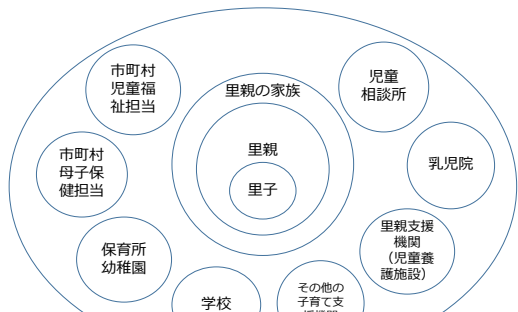 市町村
児童福
祉担当
児童
相談所
里親の家族
里親
里子
市町村
母子保
健担当
乳児院
保育所
幼稚園
里親支援
機関
（児童養
護施設）
学校
その他の
子育て支